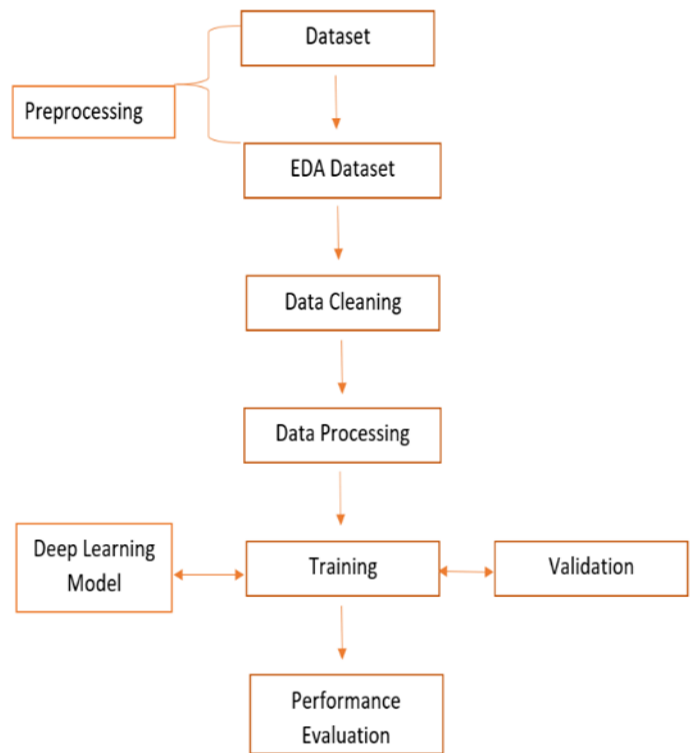 Dataset
Preprocessing
EDA Dataset
Data Cleaning
Data Processing
Deep Learning
Model
Training
Validation
Performance
Evaluation